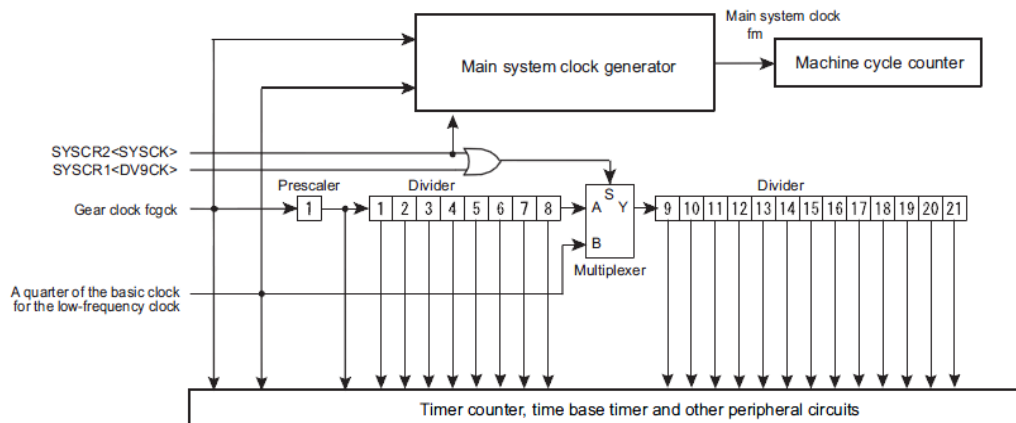 Main system clock
fm
Main system clock generator
Machine cycle counter
SYSCR2<SYSCK>
SYSCR1<DV9CK>
Prescaler
Divider
S
Divider
Gear clock fcgck
1
1 2 3 4 5 6 7 8
A Y
9 10 11 12 13 14 15 16 17 18 19 20 21
B
Multiplexer
A quarter of the basic clock
for the low-frequency clock
Timer counter, time base timer and other peripheral circuits